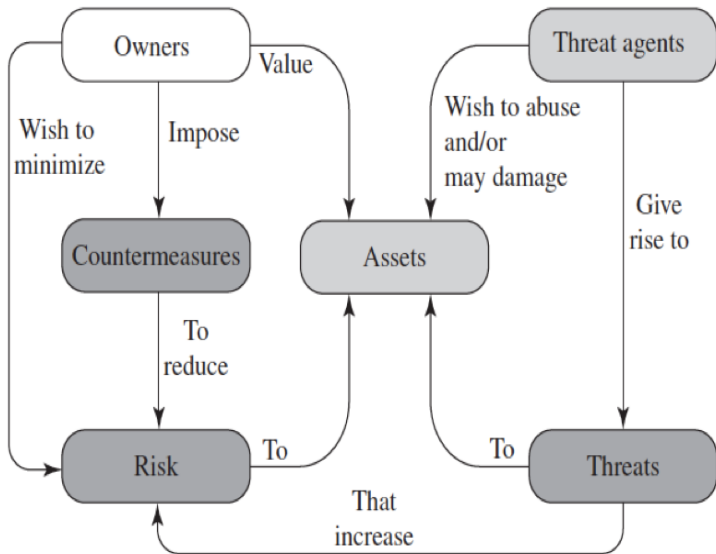 Owners
Value
Threat agents
Wish to
minimize
Impose
Wish to abuse
and/or
may damage
Give
rise to
Countermeasures
Assets
To
reduce
Risk
To
To
Threats
That
increase